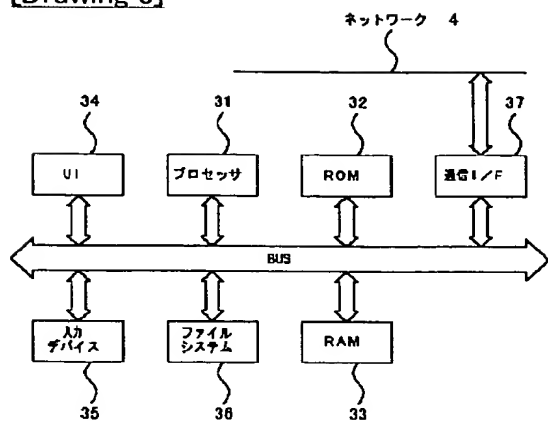 [Drawing 3]
ネットワーク 4
34
31
32
37
UI
プロセッサ
ROM
通信I/F
BUS
入力
デバイス
ファイル
システム
RAM
35
36
33